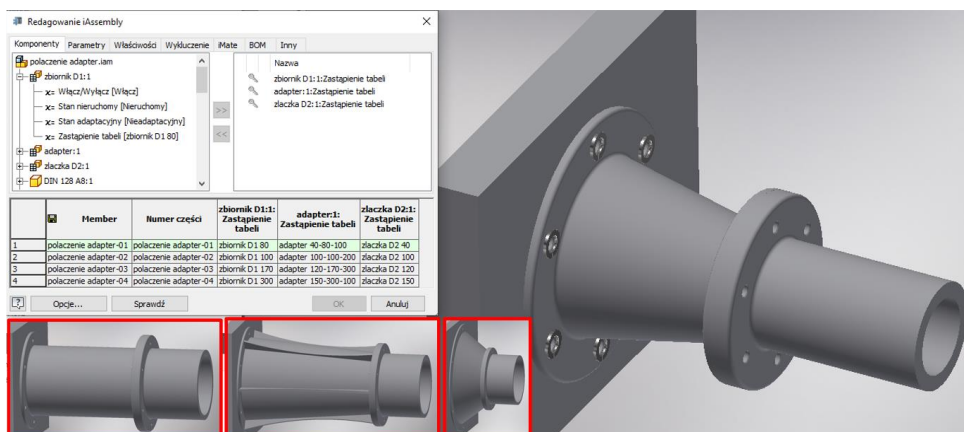 Redagowanie iAssembly
Komponenty Parametry Właściwości Wykluczenie iMate BOM Inny
polaczenie adapter.iam
zbiornik D1:1
x= Włącz/Wyłącz [Włącz]
x= Stan nieruchomy [Nieruchomy]
x= Stan adaptacyjny [Nieadaptacyjny]
x= Zastąpienie tabeli [zbiornik D1 80]
adapter:1
zlaczka D2:1
DIN 128 A8:1
>>
<<
Nazwa
zbiornik D1:1:Zastąpienie tabeli
adapter:1:Zastąpienie tabeli
zlaczka D2:1:Zastąpienie tabeli
Member Numer części zbiornik D1:1: Zastąpienie tabeli adapter:1: Zastąpienie tabeli zlaczka D2:1: Zastąpienie tabeli
1 polaczenie adapter-01 polaczenie adapter-01 zbiornik D1 80 adapter 40-80-100 zlaczka D2 40
2 polaczenie adapter-02 polaczenie adapter-02 zbiornik D1 100 adapter 100-100-200 zlaczka D2 100
3 polaczenie adapter-03 polaczenie adapter-03 zbiornik D1 170 adapter 120-170-300 zlaczka D2 120
4 polaczenie adapter-04 polaczenie adapter-04 zbiornik D1 300 adapter 150-300-100 zlaczka D2 150
? Opcje... Sprawdź OK Anuluj